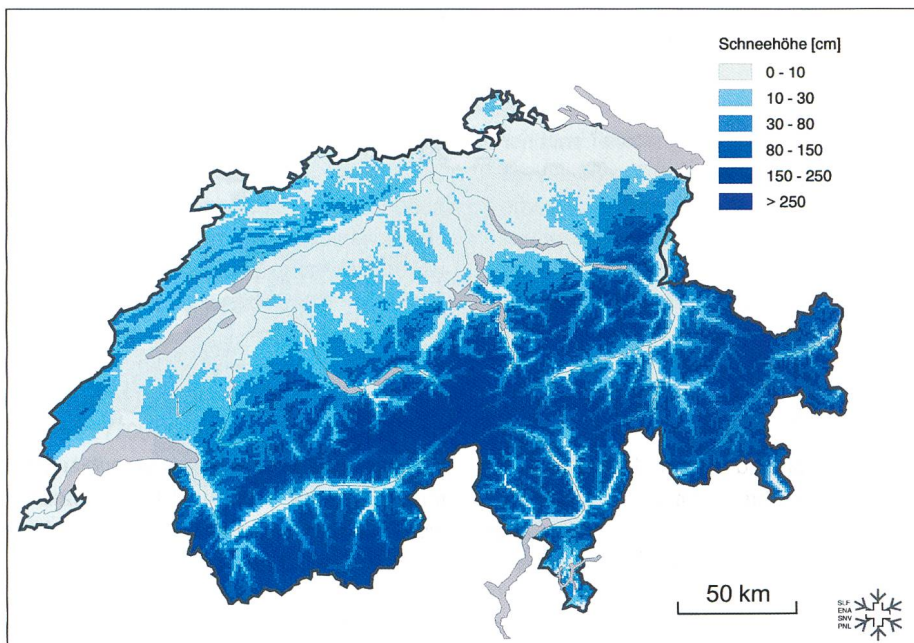 Schneehöhe [cm]
0 - 10
10 - 30
30 - 80
80 - 150
150 - 250
> 250
50 km
SLF
ENA
SNV
PNL